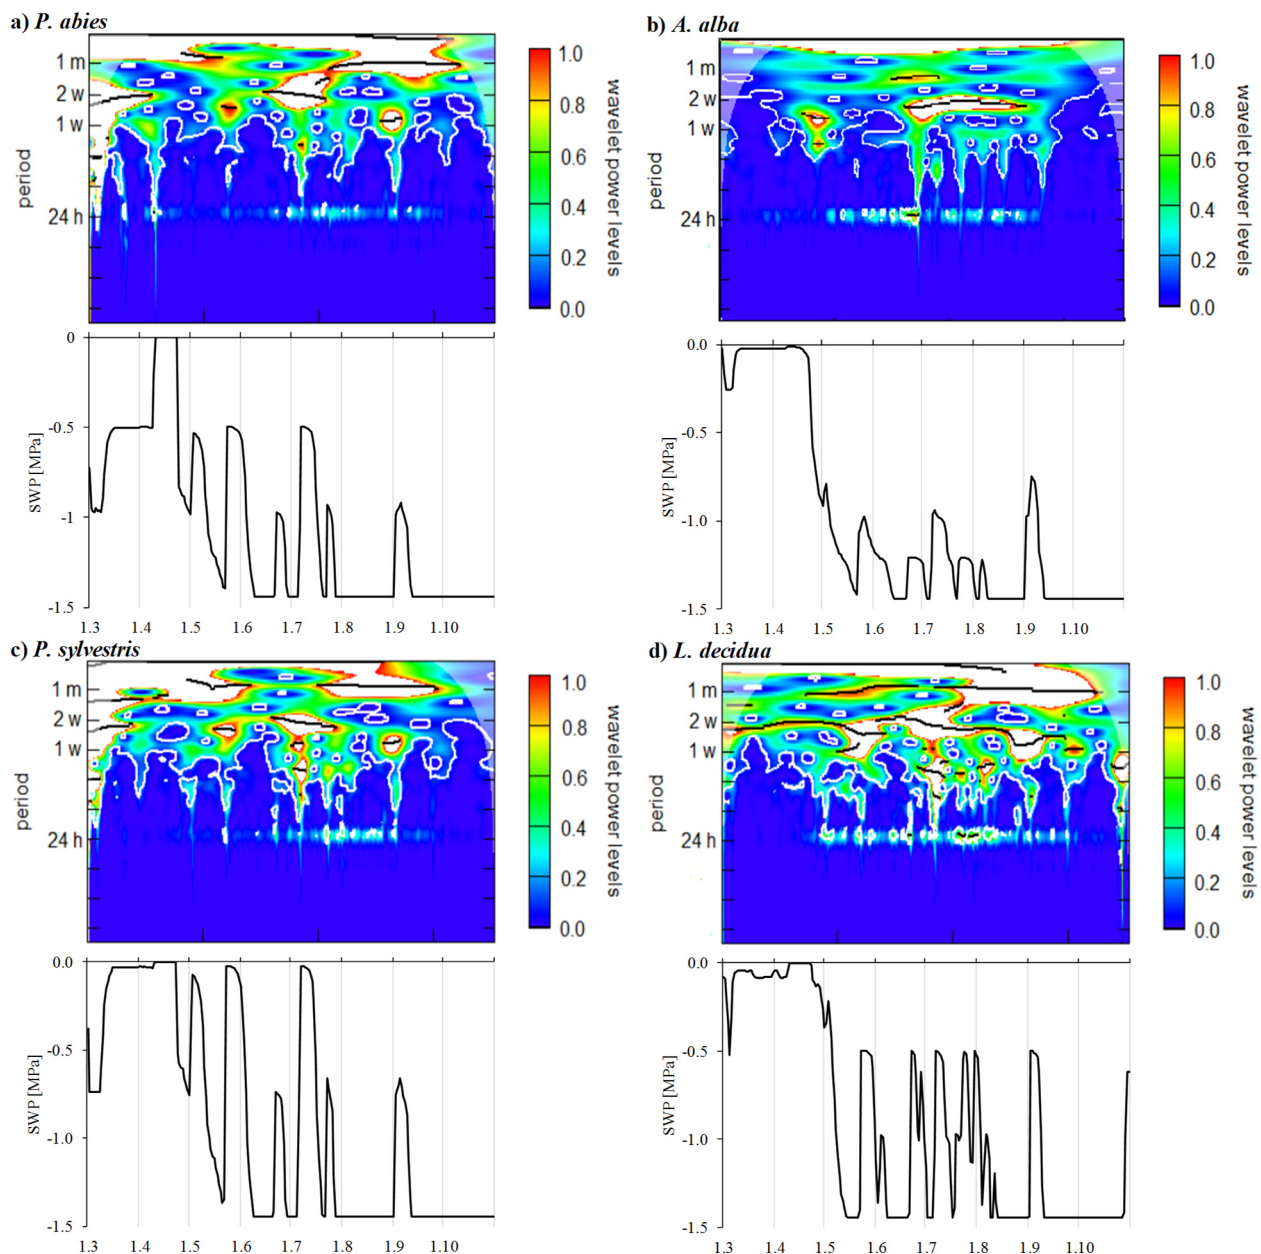 a) P. abies
1 m
2 w
1 w
24 h
period
1.0
0.8
0.6
0.4
0.2
0.0
wavelet power levels
0
-0.5
-1
-1.5
SWP [MPa]
1.3 1.4 1.5 1.6 1.7 1.8 1.9 1.10
b) A. alba
1 m
2 w
1 w
24 h
period
1.0
0.8
0.6
0.4
0.2
0.0
wavelet power levels
0.0
-0.5
-1.0
-1.5
SWP [MPa]
1.3 1.4 1.5 1.6 1.7 1.8 1.9 1.10
c) P. sylvestris
1 m
2 w
1 w
24 h
period
1.0
0.8
0.6
0.4
0.2
0.0
wavelet power levels
0.0
-0.5
-1.0
-1.5
SWP [MPa]
1.3 1.4 1.5 1.6 1.7 1.8 1.9 1.10
d) L. decidua
1 m
2 w
1 w
24 h
period
1.0
0.8
0.6
0.4
0.2
0.0
wavelet power levels
0.0
-0.5
-1.0
-1.5
SWP [MPa]
1.3 1.4 1.5 1.6 1.7 1.8 1.9 1.10